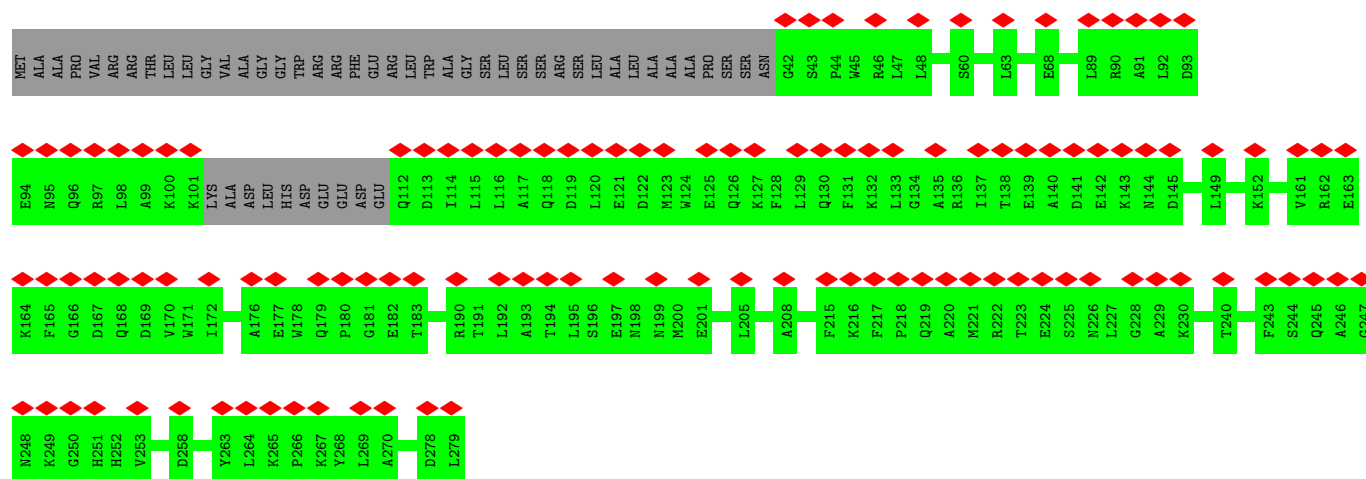 MET ALA ALA PRO VAL ARG ARG THR LEU LEU GLY VAL ALA GLY GLY TRP ARG ARG PHE GLU ARG LEU TRP ALA GLY SER LEU SER SER ARG SER LEU ALA LEU ALA ALA ALA PRO SER SER ASN G42 S43 P44 W45 R46 L47 L48 S60 L63 E68 L89 R90 A91 L92 D93
E94 N95 Q96 R97 L98 A99 K100 K101 LYS ALA ASP LEU HIS ASP GLU GLU ASP GLU Q112 D113 I114 L115 L116 A117 Q118 D119 L120 E121 D122 M123 W124 E125 Q126 K127 F128 L129 Q130 F131 K132 L133 G134 A135 R136 I137 T138 E139 A140 D141 E142 K143 N144 D145 L149 K152 V161 R162 E163
K164 F165 G166 D167 Q168 D169 V170 W171 I172 A176 E177 W178 Q179 P180 G181 E182 T183 R190 T191 L192 A193 T194 L195 S196 E197 N198 N199 M200 E201 L205 A208 F215 K216 F217 P218 Q219 A220 M221 R222 T223 E224 S225 N226 L227 G228 A229 K230 T240 F243 S244 Q245 A246 G247
N248 K249 G250 H251 H252 V253 D258 Y263 L264 K265 P266 K267 Y268 L269 A270 D278 L279